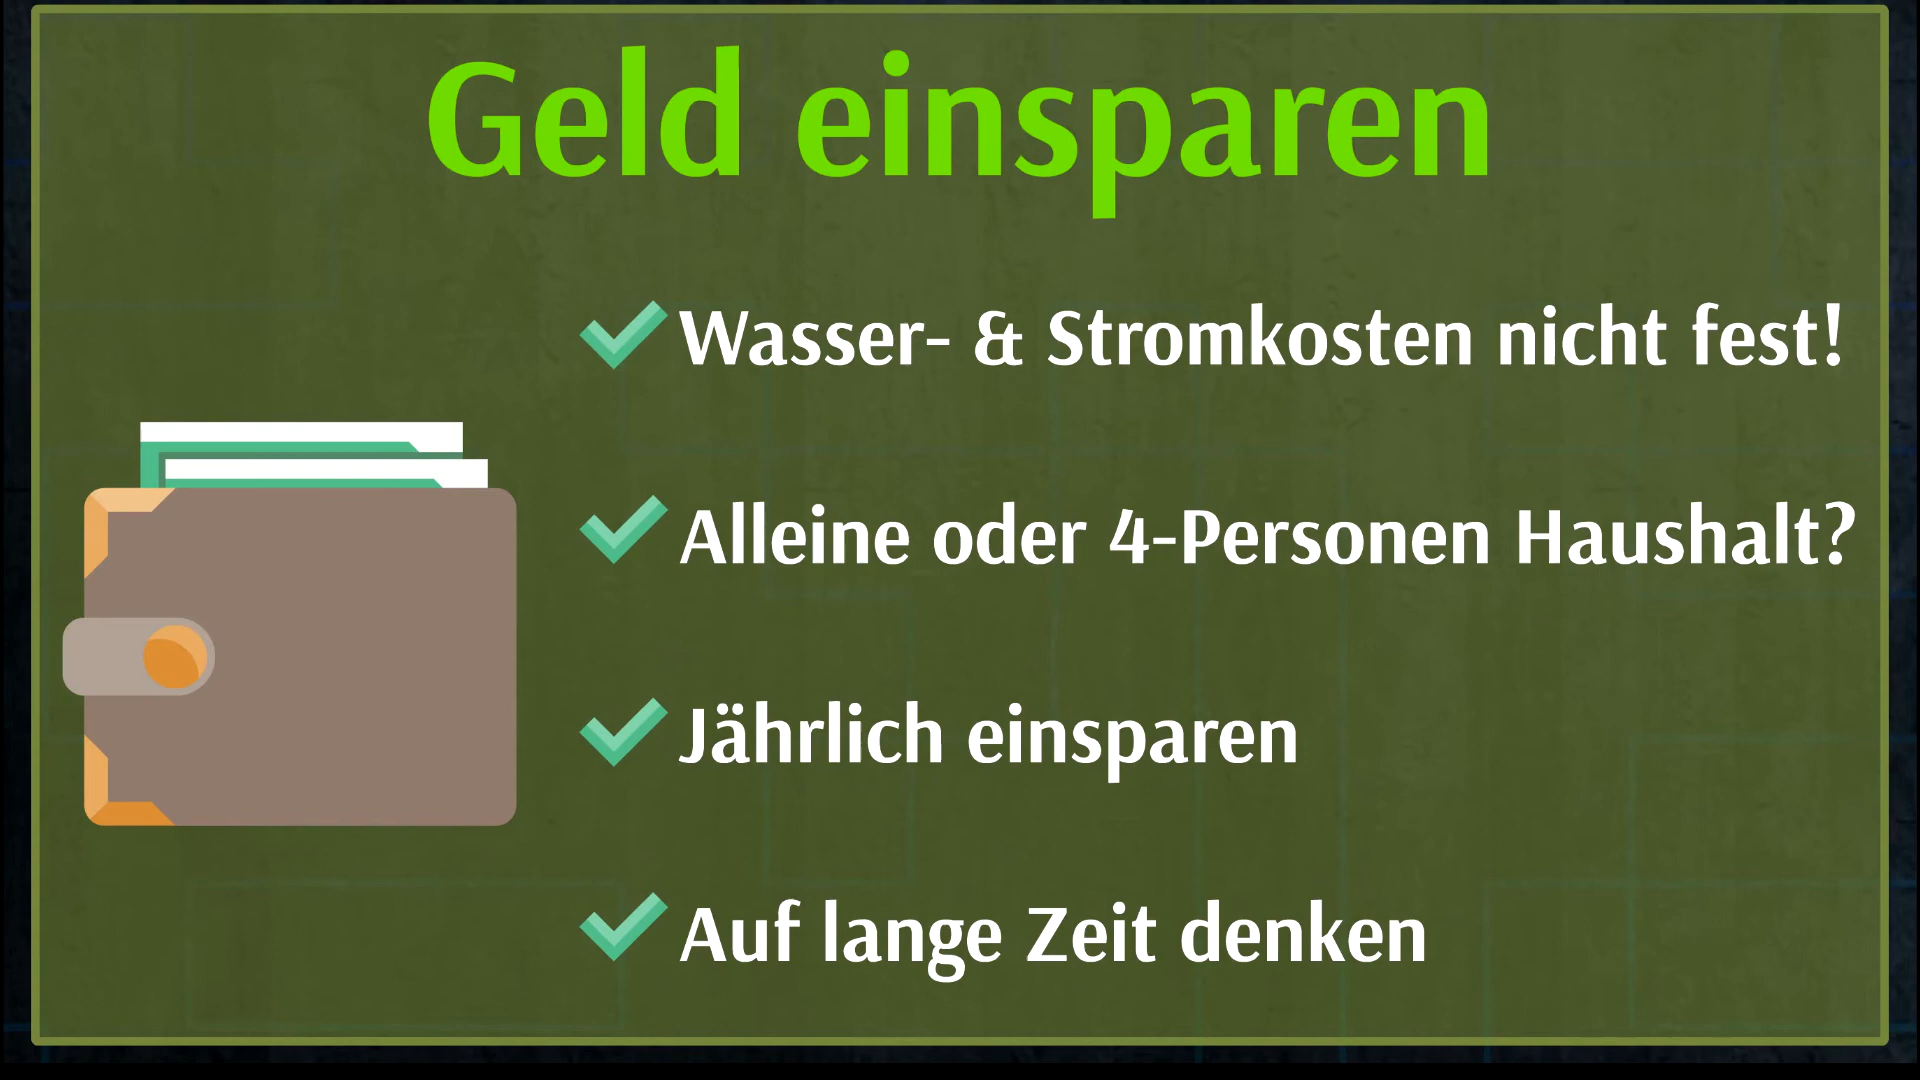 Geld einsparen
Wasser- & Stromkosten nicht fest!
Alleine oder 4-Personen Haushalt?
Jährlich einsparen
Auf lange Zeit denken